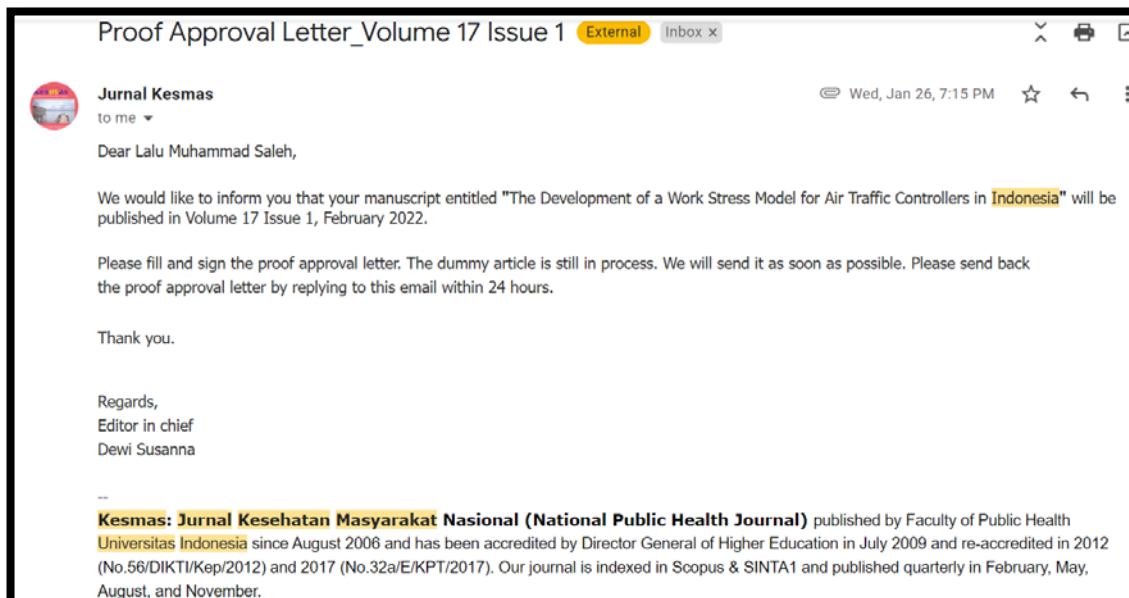 Proof Approval Letter_Volume 17 Issue 1 External Inbox x
Jurnal Kesmas Wed, Jan 26, 7:15 PM
to me
Dear Lalu Muhammad Saleh,
We would like to inform you that your manuscript entitled "The Development of a Work Stress Model for Air Traffic Controllers in Indonesia" will be
published in Volume 17 Issue 1, February 2022.
Please fill and sign the proof approval letter. The dummy article is still in process. We will send it as soon as possible. Please send back
the proof approval letter by replying to this email within 24 hours.
Thank you.
Regards,
Editor in chief
Dewi Susanna
--
Kesmas: Jurnal Kesehatan Masyarakat Nasional (National Public Health Journal) published by Faculty of Public Health
Universitas Indonesia since August 2006 and has been accredited by Director General of Higher Education in July 2009 and re-accredited in 2012
(No.56/DIKTI/Kep/2012) and 2017 (No.32a/E/KPT/2017). Our journal is indexed in Scopus & SINTA1 and published quarterly in February, May,
August, and November.